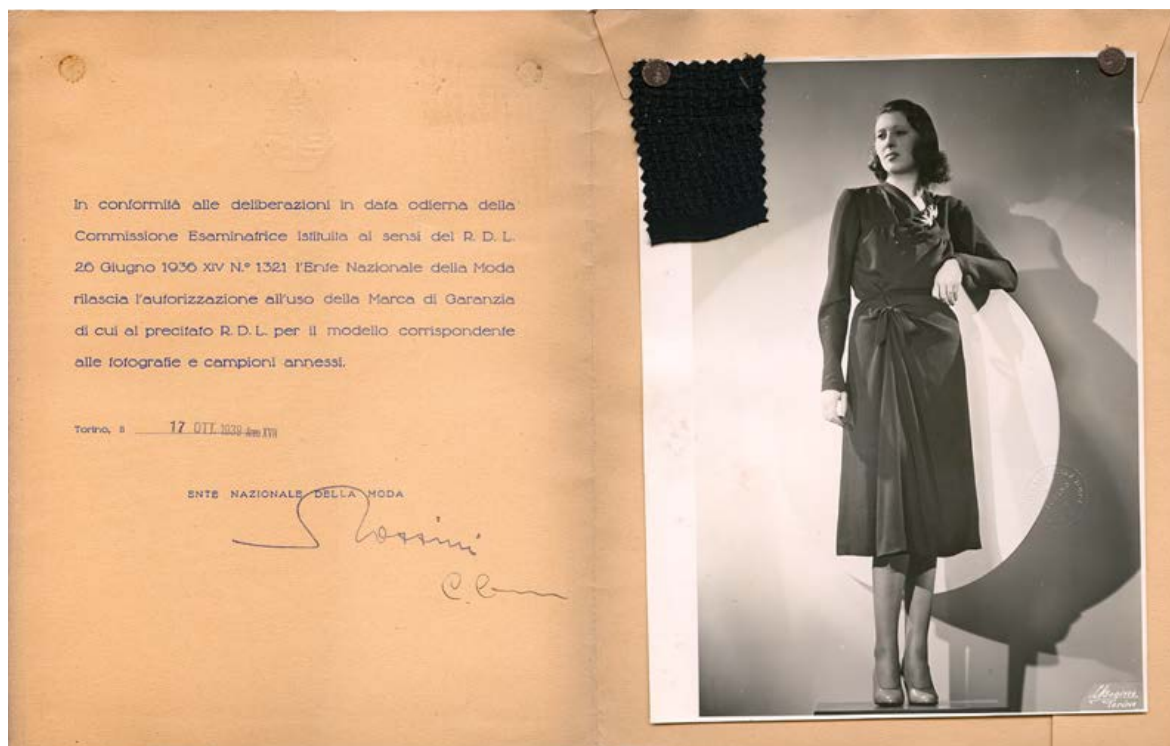 In conformità alle deliberazioni in data odierna della
Commissione Esaminatrice istituita ai sensi del R. D. L.
26 Giugno 1936 XIV N.º 1321 l'Ente Nazionale della Moda
rilascia l'autorizzazione all'uso della Marca di Garanzia
di cui al precitato R. D. L. per il modello corrispondente
alle fotografie e campioni annessi.
Torino, li 17 OTT. 1939 Anno XVII
ENTE NAZIONALE DELLA MODA
Torino